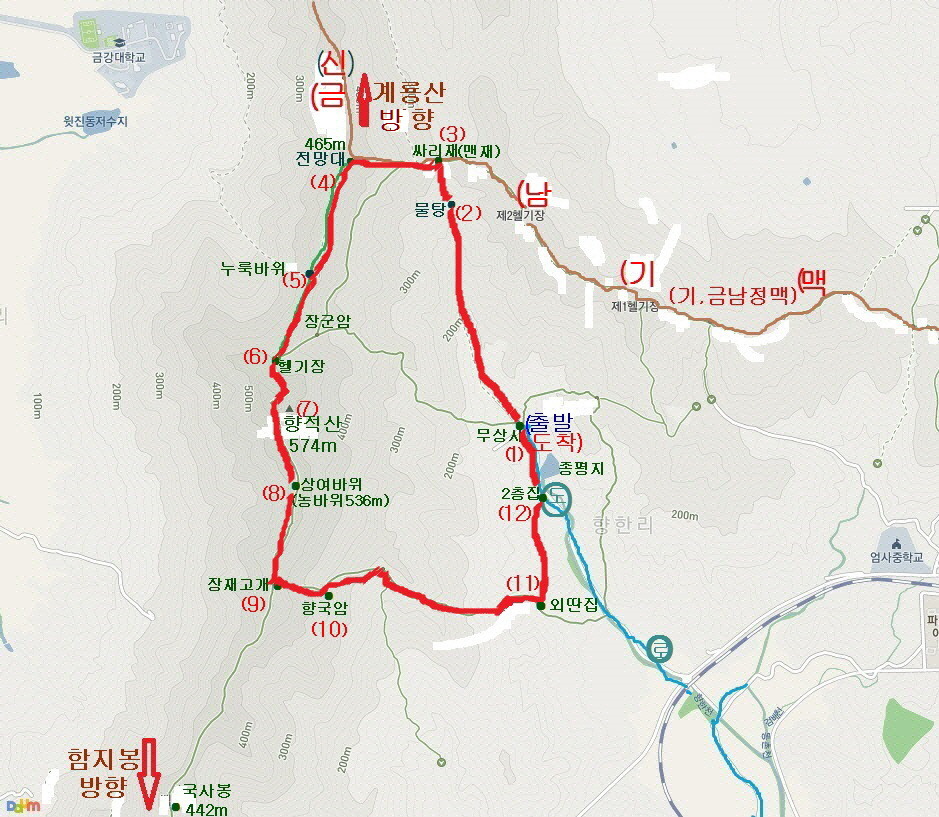 금강대학교
윗진동저수지
(신)
(금
계룡산
방향
200m
300m
465m
전망대
(4)
(3)
싸리재(맨재)
물탕
(2)
(남
제2헬기장
(기
(맥
(기.금남정맥)
제1헬기장
누룩바위
(5)
300m
장군암
200m
(6)
헬기장
100m
200m
300m
400m
500m
(7)
향적산
574m
400m
300m
200m
(출발
무상사
도착)
(1)
종평지
(8)
상여바위
(농바위536m)
2층집
(12)
도
향한리
200m
엄사중학교
장재고개
(9)
향국암
(10)
(11)
외딴집
루
파
향한천
400m
300m
200m
함지봉
방향
국사봉
442m
Daum